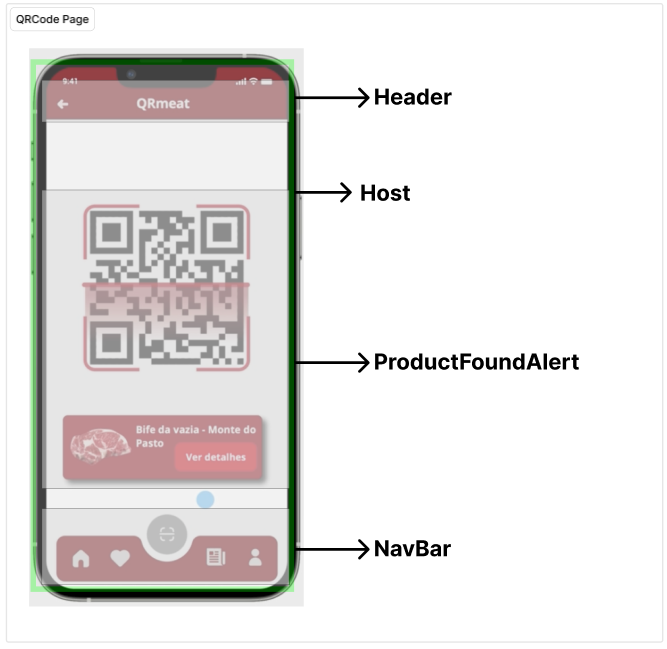 QRCode Page
9:41
QRmeat
Header
Host
ProductFoundAlert
Bife da vazia - Monte do
Pasto
Ver detalhes
NavBar